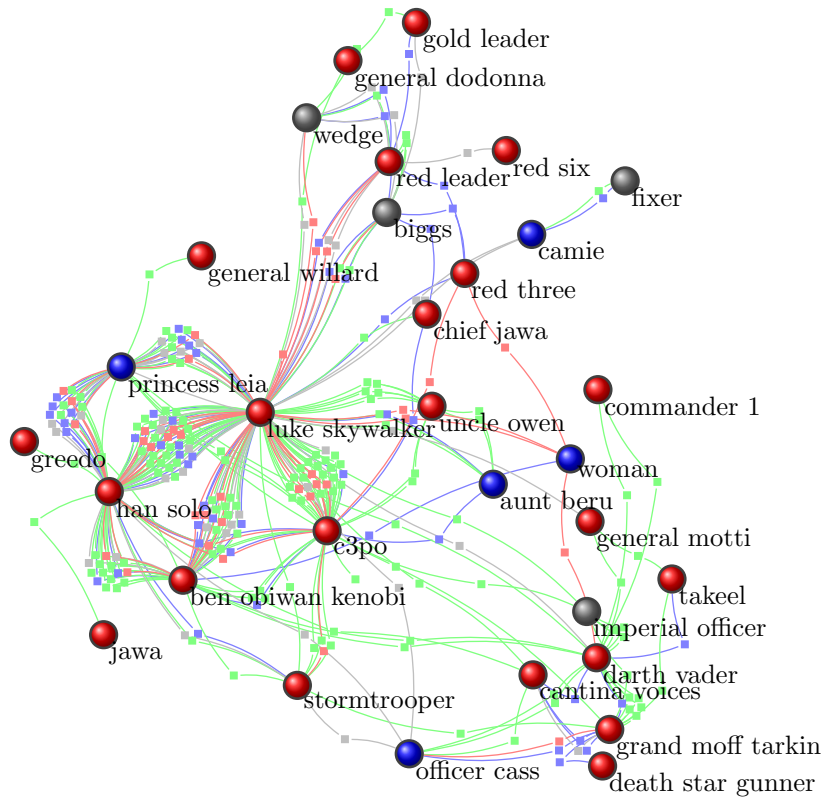 gold leader
general dodonna
wedge
red six
red leader
fixer
biggs
camie
general willard
red three
chief jawa
princess leia
commander 1
uncle owen
luke skywalker
greedo
woman
aunt beru
han solo
general motti
c3po
takeel
ben obiwan kenobi
imperial officer
jawa
darth vader
cantina voices
stormtrooper
grand moff tarkin
officer cass
death star gunner